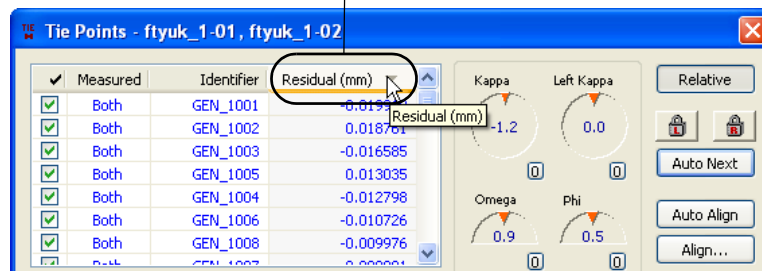 Tie Points - ftyuk_1-01, ftyuk_1-02
✔ Measured Identifier Residual (mm)
Both GEN_1001
Residual (mm)
Both GEN_1002 0.018761
Both GEN_1003 -0.016585
Both GEN_1005 0.013035
Both GEN_1004 -0.012798
Both GEN_1006 -0.010726
Both GEN_1008 -0.009976
Kappa Left Kappa
-1.2 0.0
0 0
Omega Phi
0.9 0.5
0 0
Relative
L R
Auto Next
Auto Align
Align...